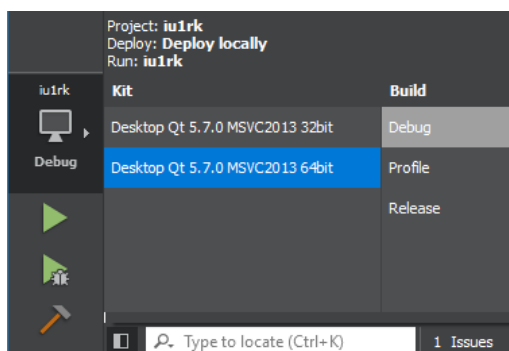 Project: iu1rk
Deploy: Deploy locally
Run: iu1rk
iu1rk
Kit
Build
Desktop Qt 5.7.0 MSVC2013 32bit
Debug
Debug
Desktop Qt 5.7.0 MSVC2013 64bit
Profile
Release
Type to locate (Ctrl+K)
1 Issues